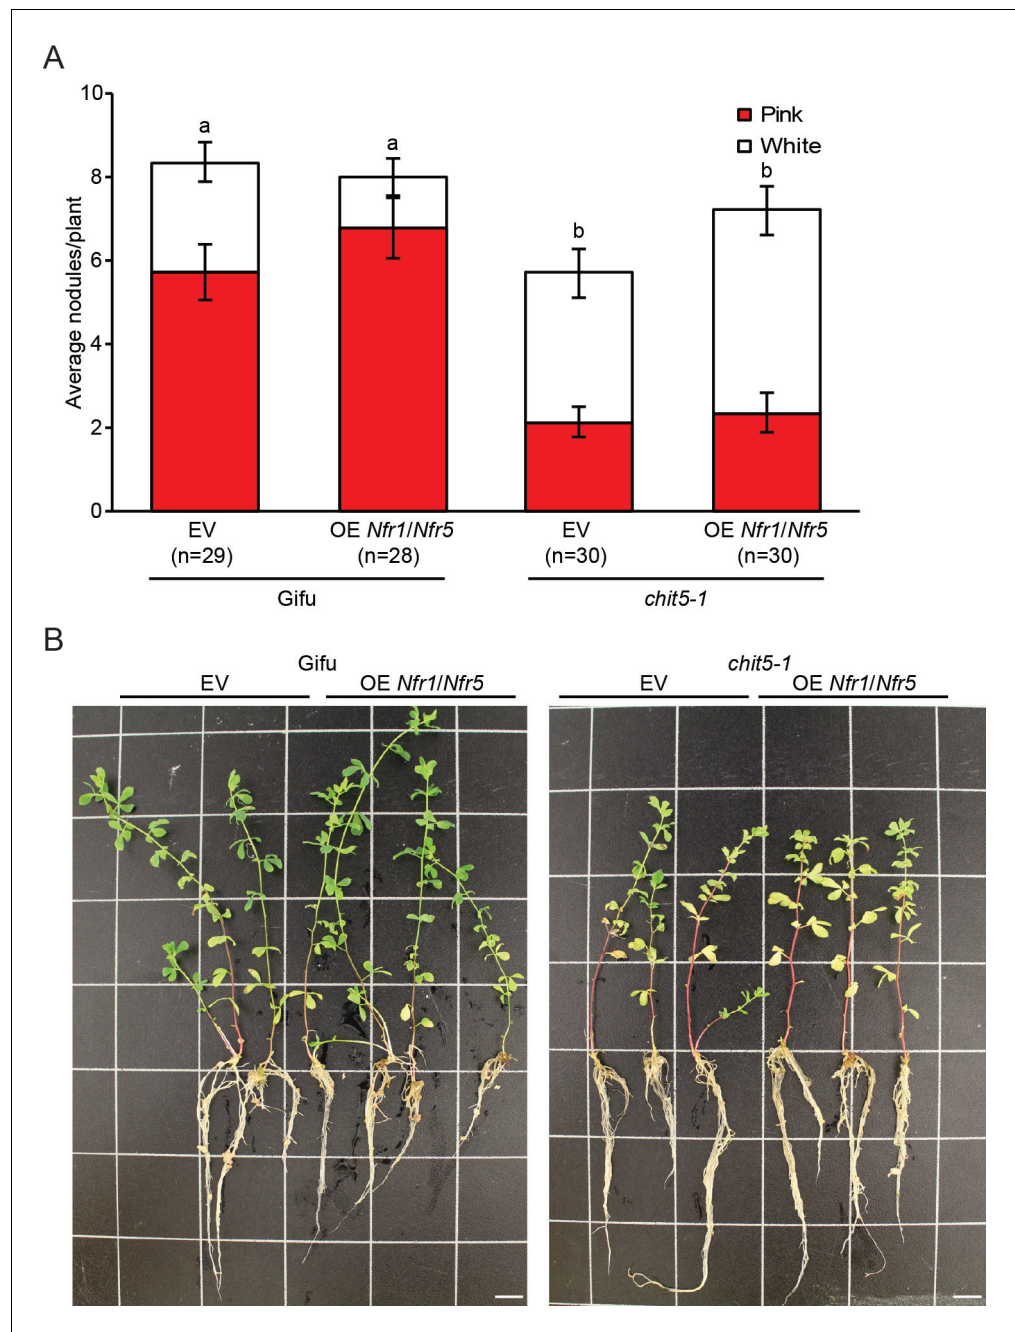 A
Average nodules/plant
10
8
6
4
2
0
a
a
b
b
Pink
White
EV
(n=29)
OE Nfr1/Nfr5
(n=28)
EV
(n=30)
OE Nfr1/Nfr5
(n=30)
Gifu
chit5-1
B
Gifu
EV
OE Nfr1/Nfr5
chit5-1
EV
OE Nfr1/Nfr5